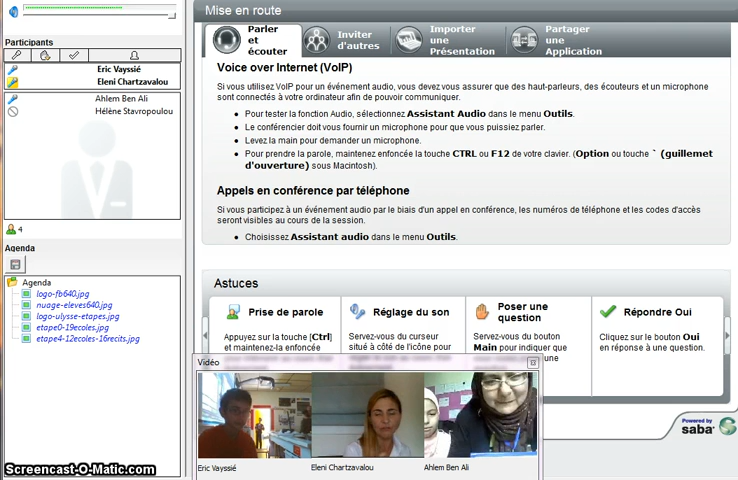 Mise en route
Parler et écouter
Inviter d'autres
Importer une Présentation
Partager une Application
Participants
Eric Vayssié
Eleni Chartzavalou
Ahlem Ben Ali
Hélène Stavropoulou
4
Agenda
Agenda
logo-fb640.jpg
nuage-eleves640.jpg
logo-ulysse-etapes.jpg
etape0-19ecoles.jpg
etape4-12ecoles-16recits.jpg
Voice over Internet (VoIP)
Si vous utilisez VoIP pour un événement audio, vous devez vous assurer que des haut-parleurs, des écouteurs et un microphone
sont connectés à votre ordinateur afin de pouvoir communiquer.
Pour tester la fonction Audio, sélectionnez Assistant Audio dans le menu Outils.
Le conférencier doit vous fournir un microphone pour que vous puissiez parler.
Levez la main pour demander un microphone.
Pour prendre la parole, maintenez enfoncée la touche CTRL ou F12 de votre clavier. (Option ou touche ` (guillemet
d'ouverture) sous Macintosh).
Appels en conférence par téléphone
Si vous participez à un événement audio par le biais d'un appel en conférence, les numéros de téléphone et les codes d'accès
seront visibles au cours de la session.
Choisissez Assistant audio dans le menu Outils.
Astuces
Prise de parole
Appuyez sur la touche [Ctrl]
et maintenez-la enfoncée
Réglage du son
Servez-vous du curseur
situé à côté de l'icône pour
Poser une question
Servez-vous du bouton
Main pour indiquer que
une
Répondre Oui
Cliquez sur le bouton Oui
en réponse à une question.
Vidéo
Eric Vayssié
Eleni Chartzavalou
Ahlem Ben Ali
Powered by
saba
Screencast-O-Matic.com